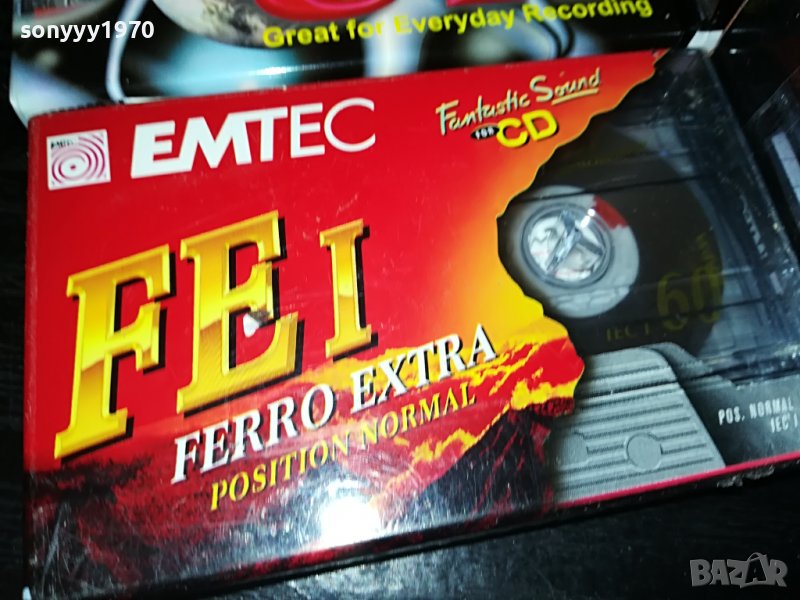 sonyyy1970
Great for Everyday Recording
EMTEC
Fantastic Sound
FOR CD
FE I
FERRO EXTRA
POSITION NORMAL
60
IEC I
POS. NORMAL
IEC I
BAZAR